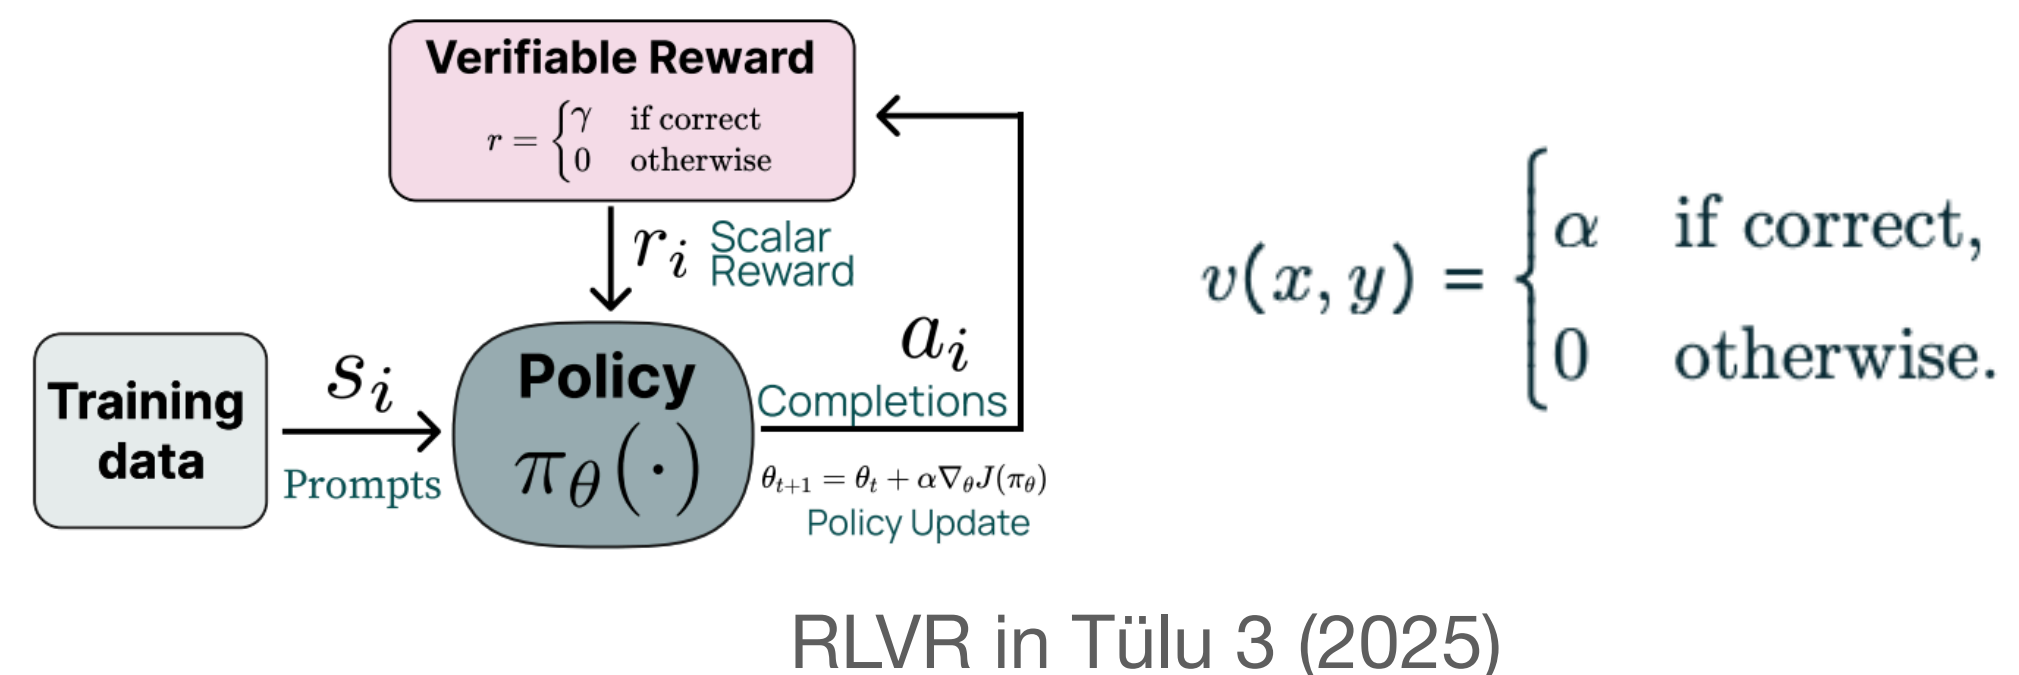 Verifiable Reward
r = { γ if correct
0 otherwise
r_i Scalar
Reward
Training
data
s_i
Prompts
Policy
π_θ(·)
a_i
Completions
θ_{t+1} = θ_t + α∇_θ J(π_θ)
Policy Update
v(x, y) = { α if correct,
0 otherwise.
RLVR in Tülu 3 (2025)